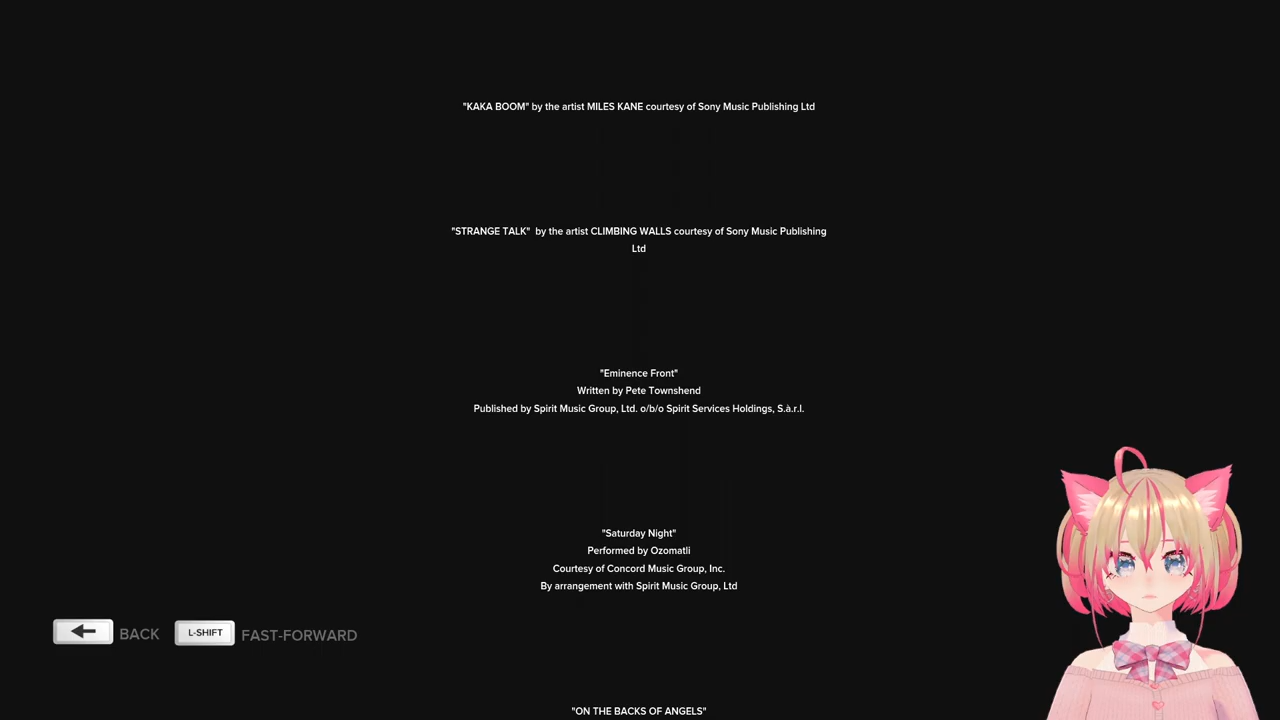 "KAKA BOOM" by the artist MILES KANE courtesy of Sony Music Publishing Ltd
"STRANGE TALK"  by the artist CLIMBING WALLS courtesy of Sony Music Publishing
Ltd
"Eminence Front"
Written by Pete Townshend
Published by Spirit Music Group, Ltd. o/b/o Spirit Services Holdings, S.à.r.l.
"Saturday Night"
Performed by Ozomatli
Courtesy of Concord Music Group, Inc.
By arrangement with Spirit Music Group, Ltd
BACK L-SHIFT FAST-FORWARD
"ON THE BACKS OF ANGELS"